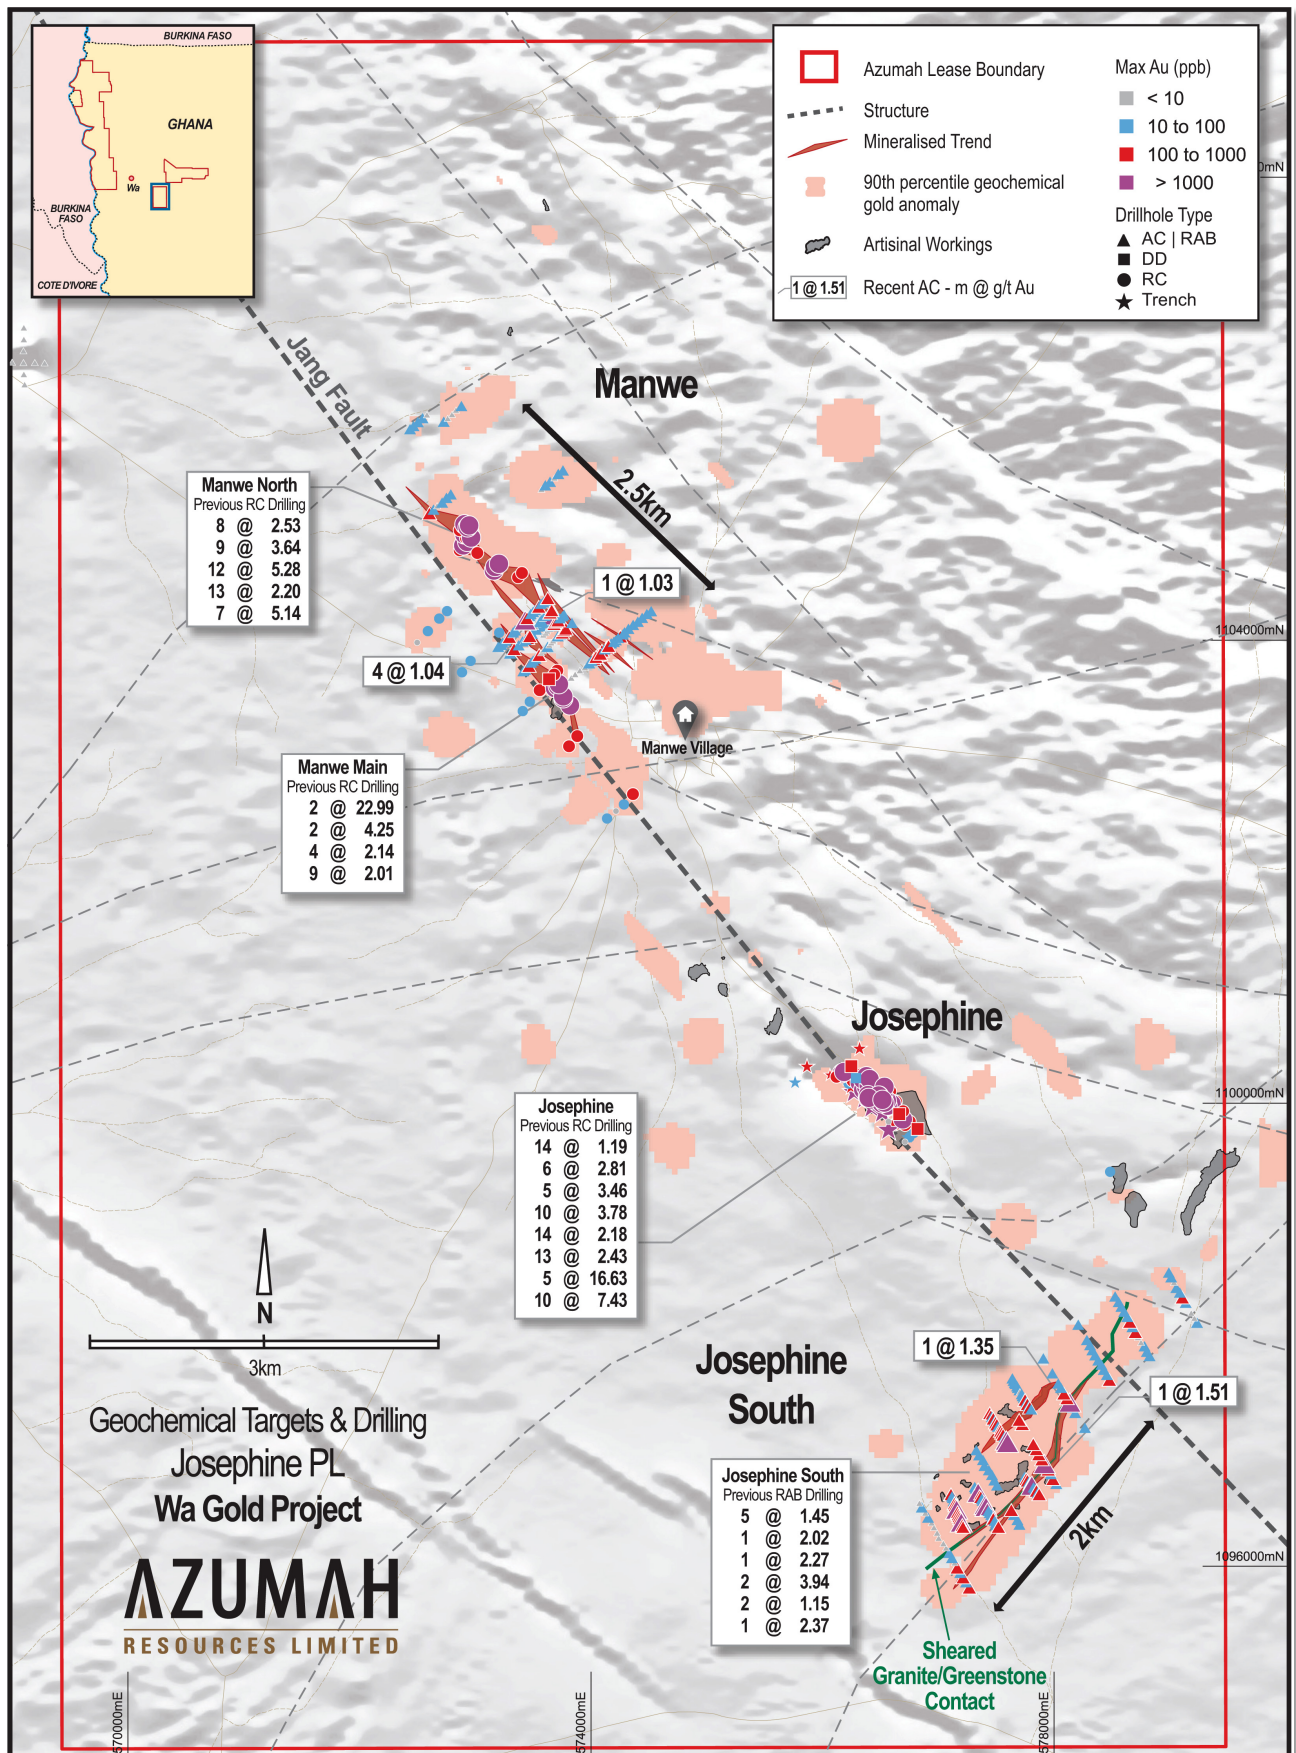 BURKINA FASO
GHANA
Wa
BURKINA
FASO
COTE D'IVORE
Azumah Lease Boundary
Structure
Mineralised Trend
90th percentile geochemical
gold anomaly
Artisinal Workings
1 @ 1.51 Recent AC - m @ g/t Au
Max Au (ppb)
< 10
10 to 100
100 to 1000
> 1000
Drillhole Type
AC | RAB
DD
RC
Trench
0mN
Jang Fault
Manwe
2.5km
Manwe North
Previous RC Drilling
8 @ 2.53
9 @ 3.64
12 @ 5.28
13 @ 2.20
7 @ 5.14
1 @ 1.03
1104000mN
4 @ 1.04
Manwe Village
Manwe Main
Previous RC Drilling
2 @ 22.99
2 @ 4.25
4 @ 2.14
9 @ 2.01
Josephine
1100000mN
Josephine
Previous RC Drilling
14 @ 1.19
6 @ 2.81
5 @ 3.46
10 @ 3.78
14 @ 2.18
13 @ 2.43
5 @ 16.63
10 @ 7.43
N
3km
Josephine
South
1 @ 1.35
1 @ 1.51
2km
Josephine South
Previous RAB Drilling
5 @ 1.45
1 @ 2.02
1 @ 2.27
2 @ 3.94
2 @ 1.15
1 @ 2.37
1096000mN
Geochemical Targets & Drilling
Josephine PL
Wa Gold Project
AZUMAH
RESOURCES LIMITED
Sheared
Granite/Greenstone
Contact
570000mE
574000mE
578000mE